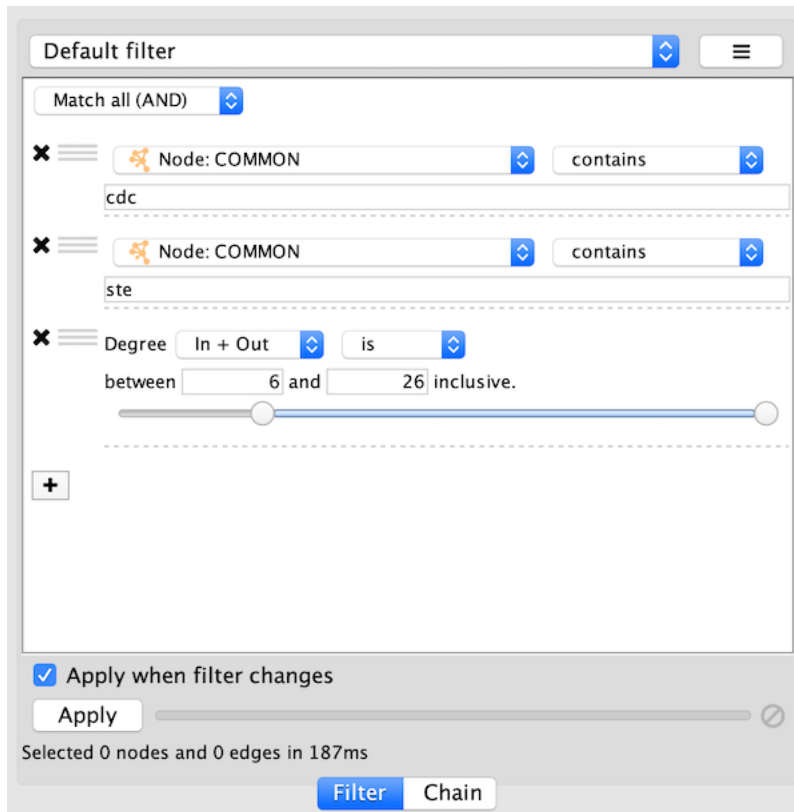 Default filter
Match all (AND)
Node: COMMON contains
cdc
Node: COMMON contains
ste
Degree In + Out is
between 6 and 26 inclusive.
Apply when filter changes
Apply
Selected 0 nodes and 0 edges in 187ms
Filter Chain